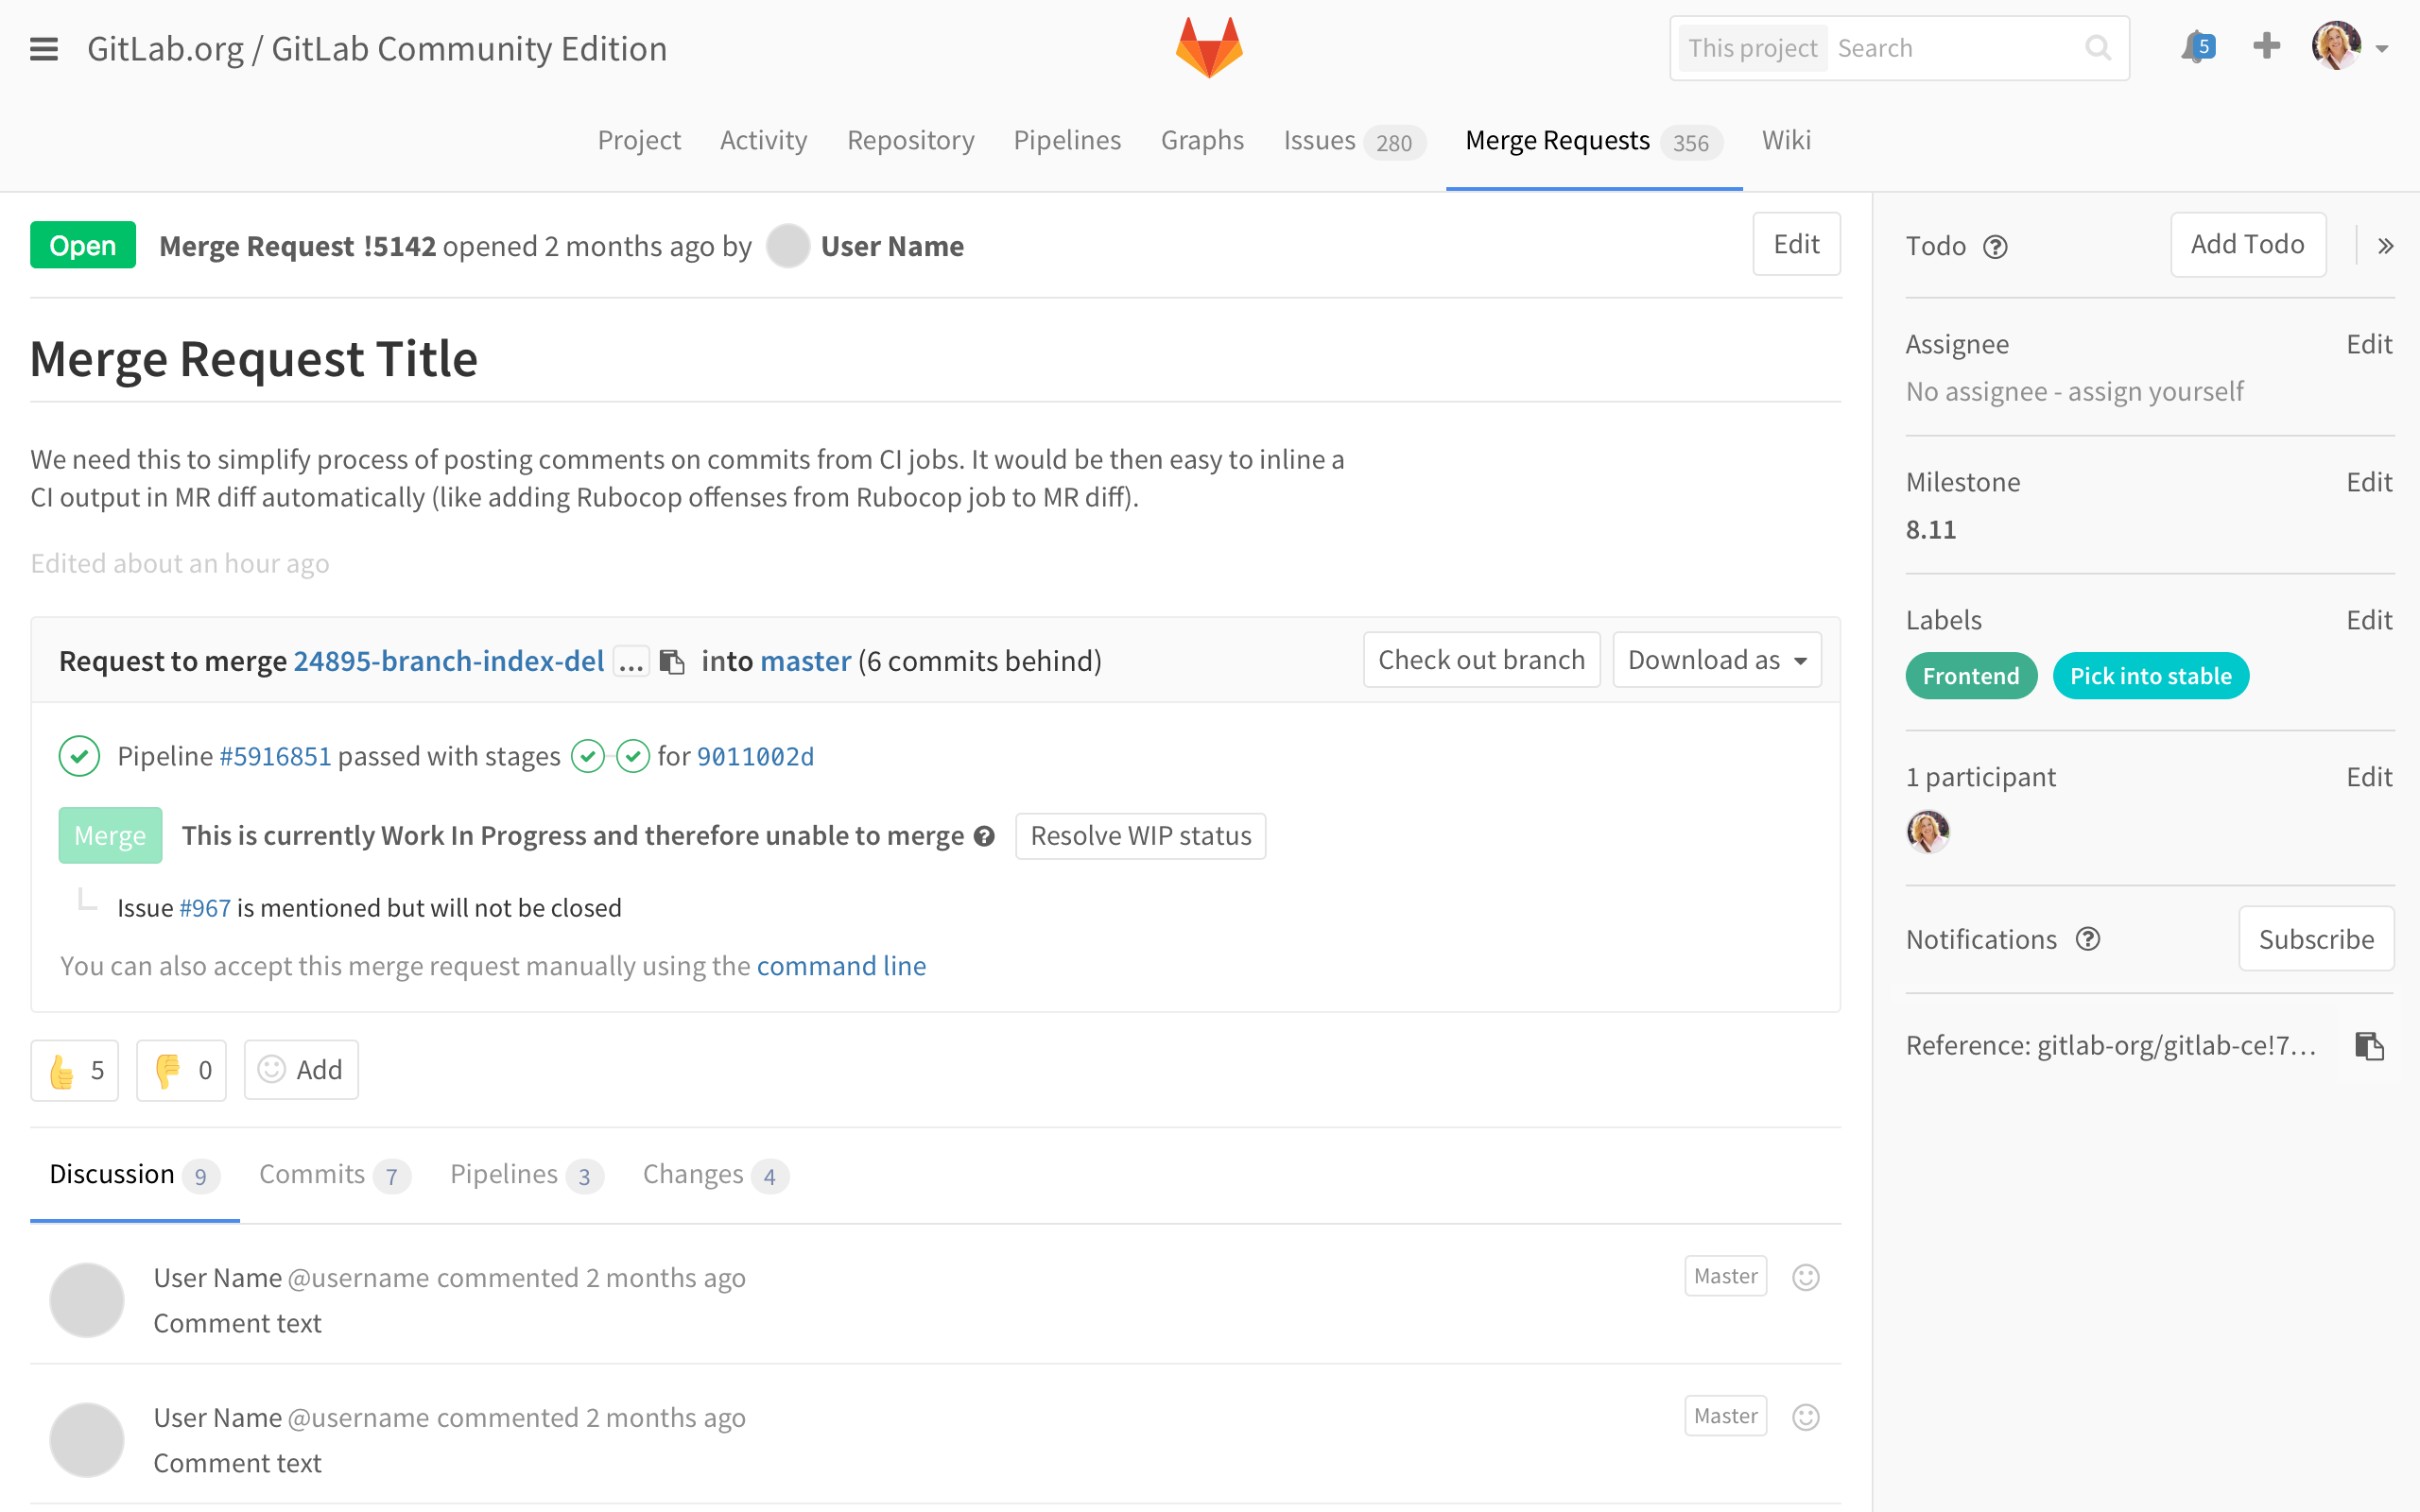 GitLab.org / GitLab Community Edition
This project Search
5
Project Activity Repository Pipelines Graphs Issues 280 Merge Requests 356 Wiki
Open Merge Request !5142 opened 2 months ago by User Name Edit
Merge Request Title
We need this to simplify process of posting comments on commits from CI jobs. It would be then easy to inline a
CI output in MR diff automatically (like adding Rubocop offenses from Rubocop job to MR diff).
Edited about an hour ago
Request to merge 24895-branch-index-del ... into master (6 commits behind) Check out branch Download as
Pipeline #5916851 passed with stages for 9011002d
Merge This is currently Work In Progress and therefore unable to merge Resolve WIP status
Issue #967 is mentioned but will not be closed
You can also accept this merge request manually using the command line
5 0 Add
Discussion 9 Commits 7 Pipelines 3 Changes 4
User Name @username commented 2 months ago Master
Comment text
User Name @username commented 2 months ago Master
Comment text
Todo Add Todo
Assignee Edit
No assignee - assign yourself
Milestone Edit
8.11
Labels Edit
Frontend Pick into stable
1 participant Edit
Notifications Subscribe
Reference: gitlab-org/gitlab-ce!7...